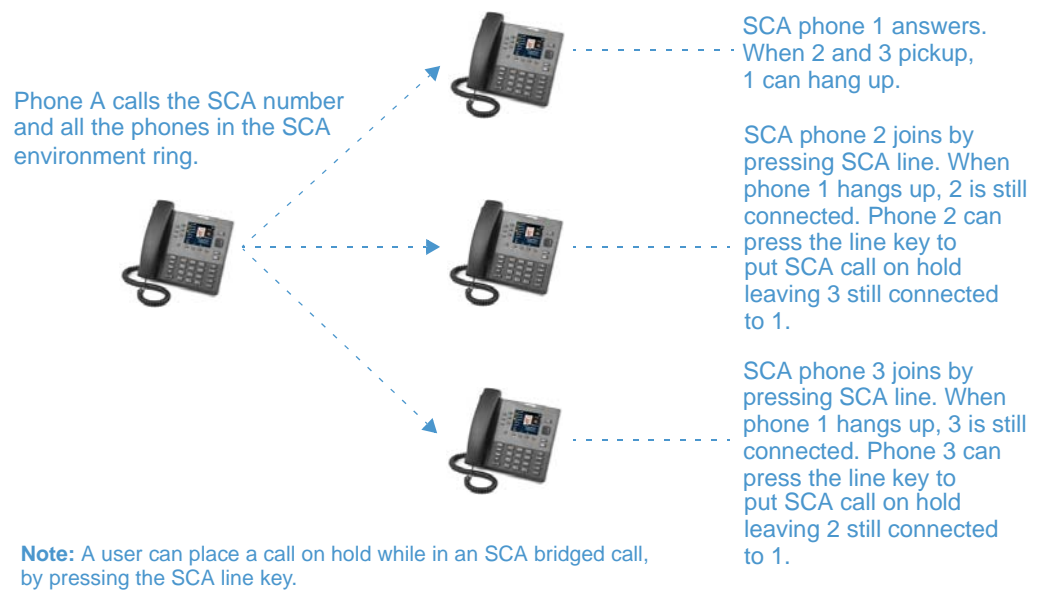 Phone A calls the SCA number
and all the phones in the SCA
environment ring.
SCA phone 1 answers.
When 2 and 3 pickup,
1 can hang up.
SCA phone 2 joins by
pressing SCA line. When
phone 1 hangs up, 2 is still
connected. Phone 2 can
press the line key to
put SCA call on hold
leaving 3 still connected
to 1.
SCA phone 3 joins by
pressing SCA line. When
phone 1 hangs up, 3 is still
connected. Phone 3 can
press the line key to
put SCA call on hold
leaving 2 still connected
to 1.
Note: A user can place a call on hold while in an SCA bridged call,
by pressing the SCA line key.